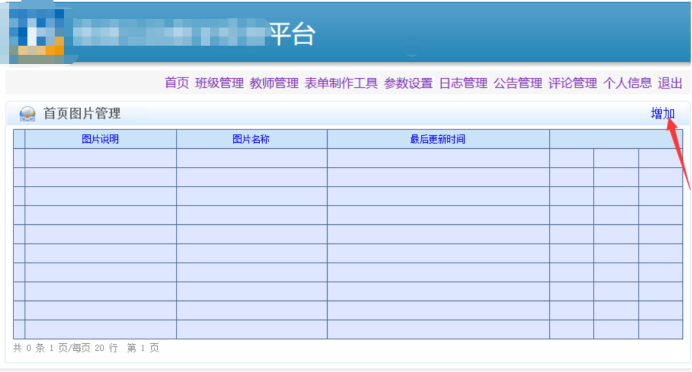 平台
首页 班级管理 教师管理 表单制作工具 参数设置 日志管理 公告管理 评论管理 个人信息 退出
首页图片管理 增加
图片说明 图片名称 最后更新时间
共 0 条 1 页/每页 20 行 第 1 页